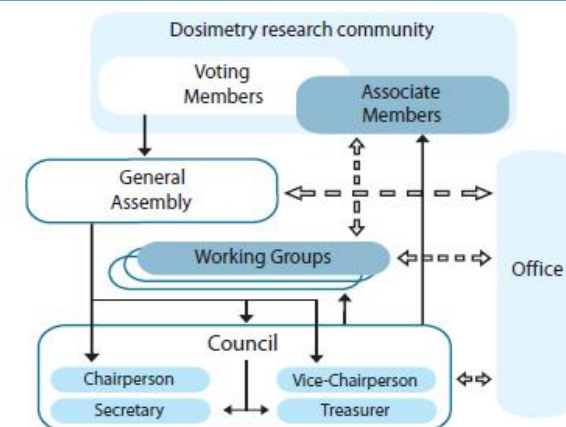 Dosimetry research community
Voting
Members
Associate
Members
General
Assembly
Working Groups
Office
Council
Chairperson
Vice-Chairperson
Secretary
Treasurer